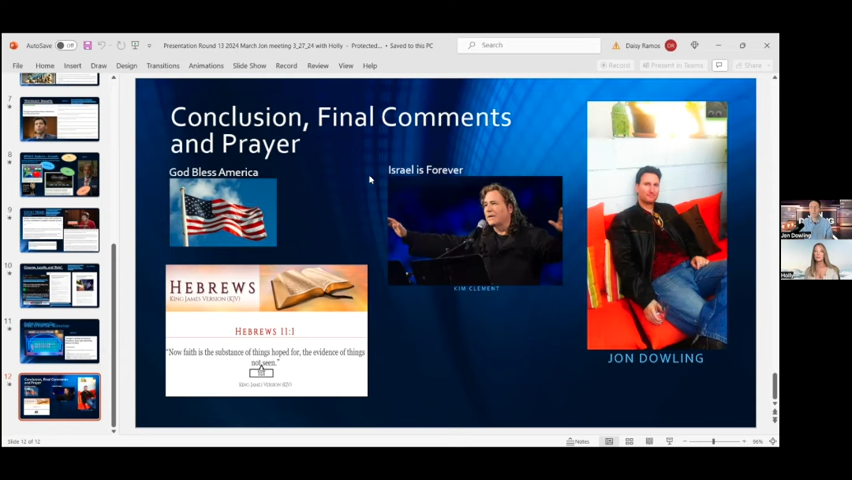 AutoSave
Off
Presentation Round 13 2024 March Jon meeting 3_27_24 with Holly - Protected... • Saved to this PC
Search
Daisy Ramos
DR
File Home Insert Draw Design Transitions Animations Slide Show Record Review View Help
Record
Present in Teams
Share
7
8
9
10
11
12
Conclusion, Final Comments
and Prayer
God Bless America
Israel is Forever
KIM CLEMENT
HEBREWS
KING JAMES VERSION (KJV)
HEBREWS 11:1
"Now faith is the substance of things hoped for, the evidence of things
not seen."
KING JAMES VERSION (KJV)
JON DOWLING
Jon Dowling
Holly
Slide 12 of 12
Notes
96%